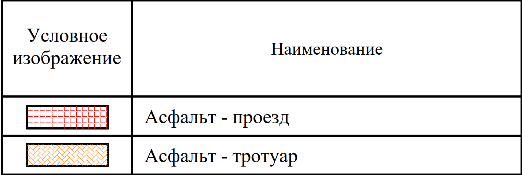 Условное
изображение
Наименование
Асфальт - проезд
Асфальт - тротуар